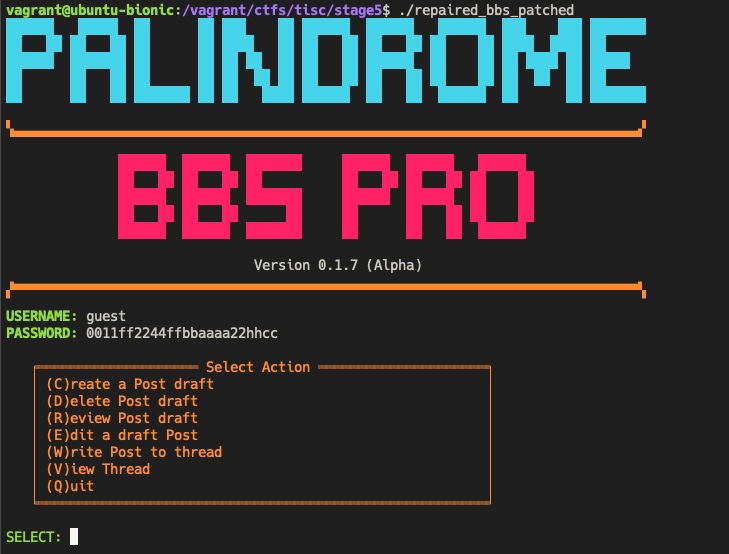 vagrant@ubuntu-bionic:/vagrant/ctfs/tisc/stage5$ ./repaired_bbs_patched
PALINDROME
BBS PRO
Version 0.1.7 (Alpha)
USERNAME: guest
PASSWORD: 0011ff2244ffbbaaaa22hhcc
Select Action
(C)reate a Post draft
(D)elete Post draft
(R)eview Post draft
(E)dit a draft Post
(W)rite Post to thread
(V)iew Thread
(Q)uit
SELECT: